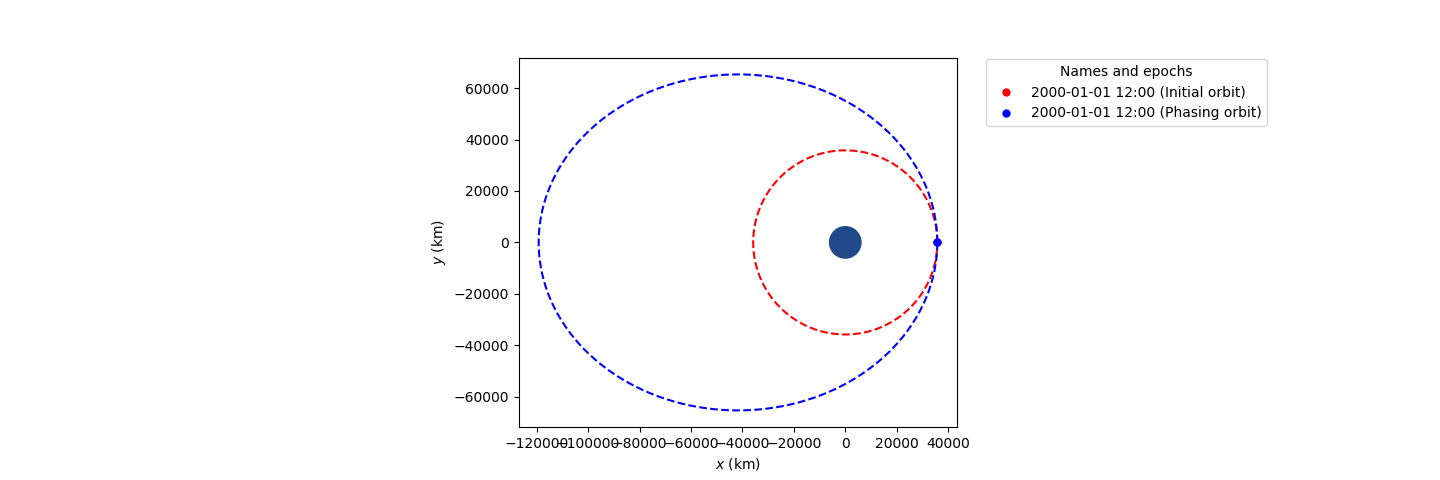 Names and epochs
2000-01-01 12:00 (Initial orbit)
2000-01-01 12:00 (Phasing orbit)
60000
40000
20000
0
−20000
−40000
−60000
y (km)
−120000 −100000 −80000 −60000 −40000 −20000 0 20000 40000
x (km)